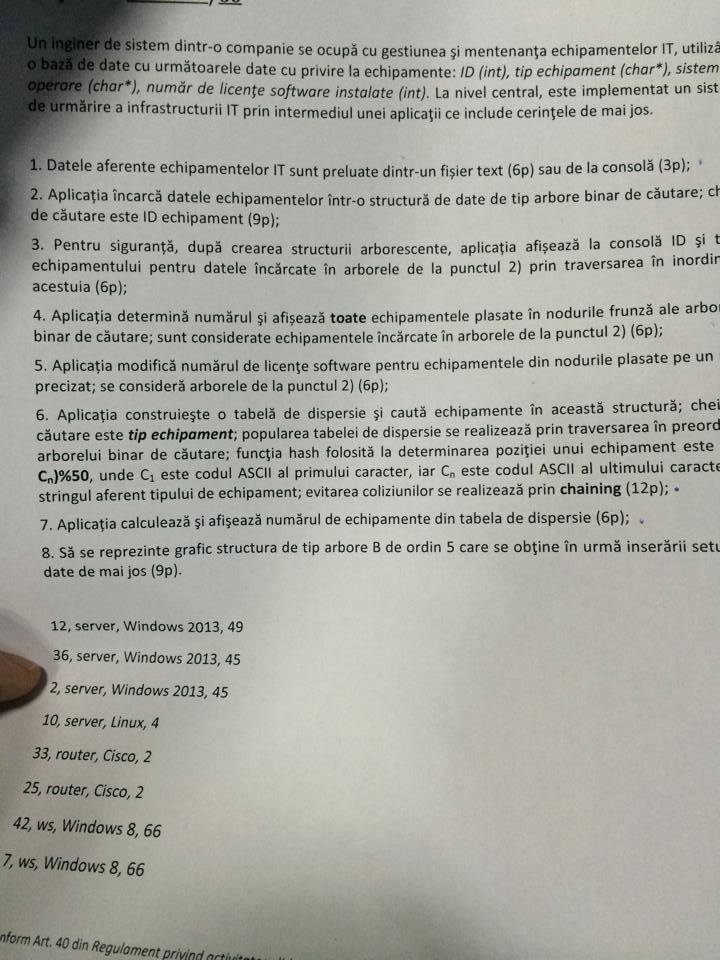 Un inginer de sistem dintr-o companie se ocupă cu gestiunea şi mentenanţa echipamentelor IT,
o bază de date cu următoarele date cu privire la echipamente: ID (int), tip echipament (char*), sistem
operare (char*), număr de licenţe software instalate (int). La nivel central, este implementat un
de urmărire a infrastructurii IT prin intermediul unei aplicaţii ce include cerinţele de mai jos.
1. Datele aferente echipamentelor IT sunt preluate dintr-un fişier text (6p) sau de la consolă (3p);
2. Aplicaţia încarcă datele echipamentelor într-o structură de date de tip arbore binar de căutare;
de căutare este ID echipament (9p);
3. Pentru siguranţă, după crearea structurii arborescente, aplicaţia afişează la consolă ID şi
echipamentului pentru datele încărcate în arborele de la punctul 2) prin traversarea în
acestuia (6p);
4. Aplicaţia determină numărul şi afişează toate echipamentele plasate în nodurile frunză ale
binar de căutare; sunt considerate echipamentele încărcate în arborele de la punctul 2) (6p);
5. Aplicaţia modifică numărul de licenţe software pentru echipamentele din nodurile plasate pe un
precizat; se consideră arborele de la punctul 2) (6p);
6. Aplicaţia construieşte o tabelă de dispersie şi caută echipamente în această structură;
căutare este tip echipament; popularea tabelei de dispersie se realizează prin traversarea în
arborelui binar de căutare; funcţia hash folosită la determinarea poziţiei unui echipament este
Cn)%50, unde C1 este codul ASCII al primului caracter, iar Cn este codul ASCII al ultimului
stringul aferent tipului de echipament; evitarea coliziunilor se realizează prin chaining (12p);
7. Aplicaţia calculează şi afişează numărul de echipamente din tabela de dispersie (6p);
8. Să se reprezinte grafic structura de tip arbore B de ordin 5 care se obţine în urmă inserării
date de mai jos (9p).
12, server, Windows 2013, 49
36, server, Windows 2013, 45
2, server, Windows 2013, 45
10, server, Linux, 4
33, router, Cisco, 2
25, router, Cisco, 2
42, ws, Windows 8, 66
7, ws, Windows 8, 66
Art. 40 din Regulament privind